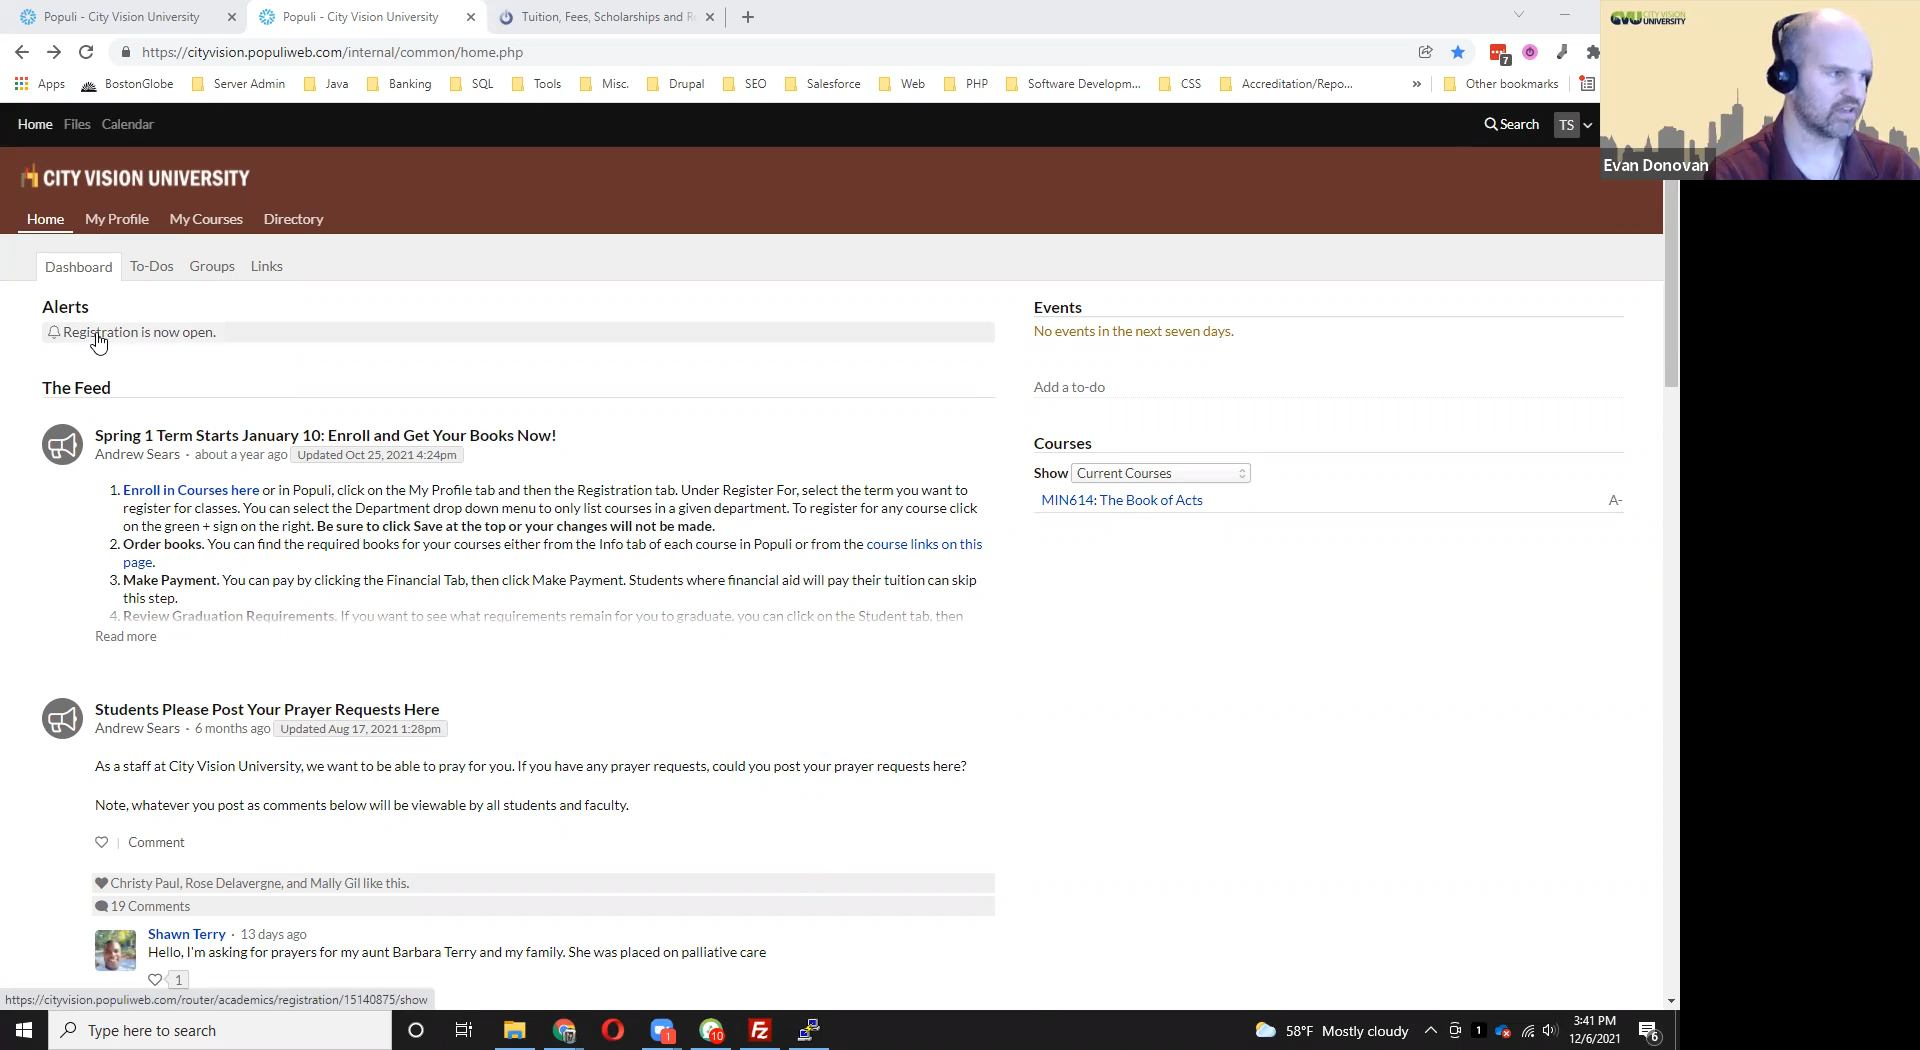 Populi - City Vision University
Populi - City Vision University
Tuition, Fees, Scholarships and R
https://cityvision.populiweb.com/internal/common/home.php
7
Apps
BostonGlobe
Server Admin
Java
Banking
SQL
Tools
Misc.
Drupal
SEO
Salesforce
Web
PHP
Software Developm...
CSS
Accreditation/Repo...
»
Other bookmarks
CVU CITY VISION UNIVERSITY
Evan Donovan
Home Files Calendar
Search
TS
CITY VISION UNIVERSITY
Home My Profile My Courses Directory
Dashboard To-Dos Groups Links
Alerts
Registration is now open.
The Feed
Spring 1 Term Starts January 10: Enroll and Get Your Books Now!
Andrew Sears · about a year ago Updated Oct 25, 2021 4:24pm
1. Enroll in Courses here or in Populi, click on the My Profile tab and then the Registration tab. Under Register For, select the term you want to
register for classes. You can select the Department drop down menu to only list courses in a given department. To register for any course click
on the green + sign on the right. Be sure to click Save at the top or your changes will not be made.
2. Order books. You can find the required books for your courses either from the Info tab of each course in Populi or from the course links on this
page.
3. Make Payment. You can pay by clicking the Financial Tab, then click Make Payment. Students where financial aid will pay their tuition can skip
this step.
4. Review Graduation Requirements. If you want to see what requirements remain for you to graduate, you can click on the Student tab, then
Read more
Students Please Post Your Prayer Requests Here
Andrew Sears · 6 months ago Updated Aug 17, 2021 1:28pm
As a staff at City Vision University, we want to be able to pray for you. If you have any prayer requests, could you post your prayer requests here?
Note, whatever you post as comments below will be viewable by all students and faculty.
Comment
Christy Paul, Rose Delavergne, and Mally Gil like this.
19 Comments
Shawn Terry · 13 days ago
Hello, I'm asking for prayers for my aunt Barbara Terry and my family. She was placed on palliative care
1
Events
No events in the next seven days.
Add a to-do
Courses
Show Current Courses
MIN614: The Book of Acts A-
https://cityvision.populiweb.com/router/academics/registration/15140875/show
Type here to search
1
10
Fz
58°F Mostly cloudy
1
3:41 PM
12/6/2021
6